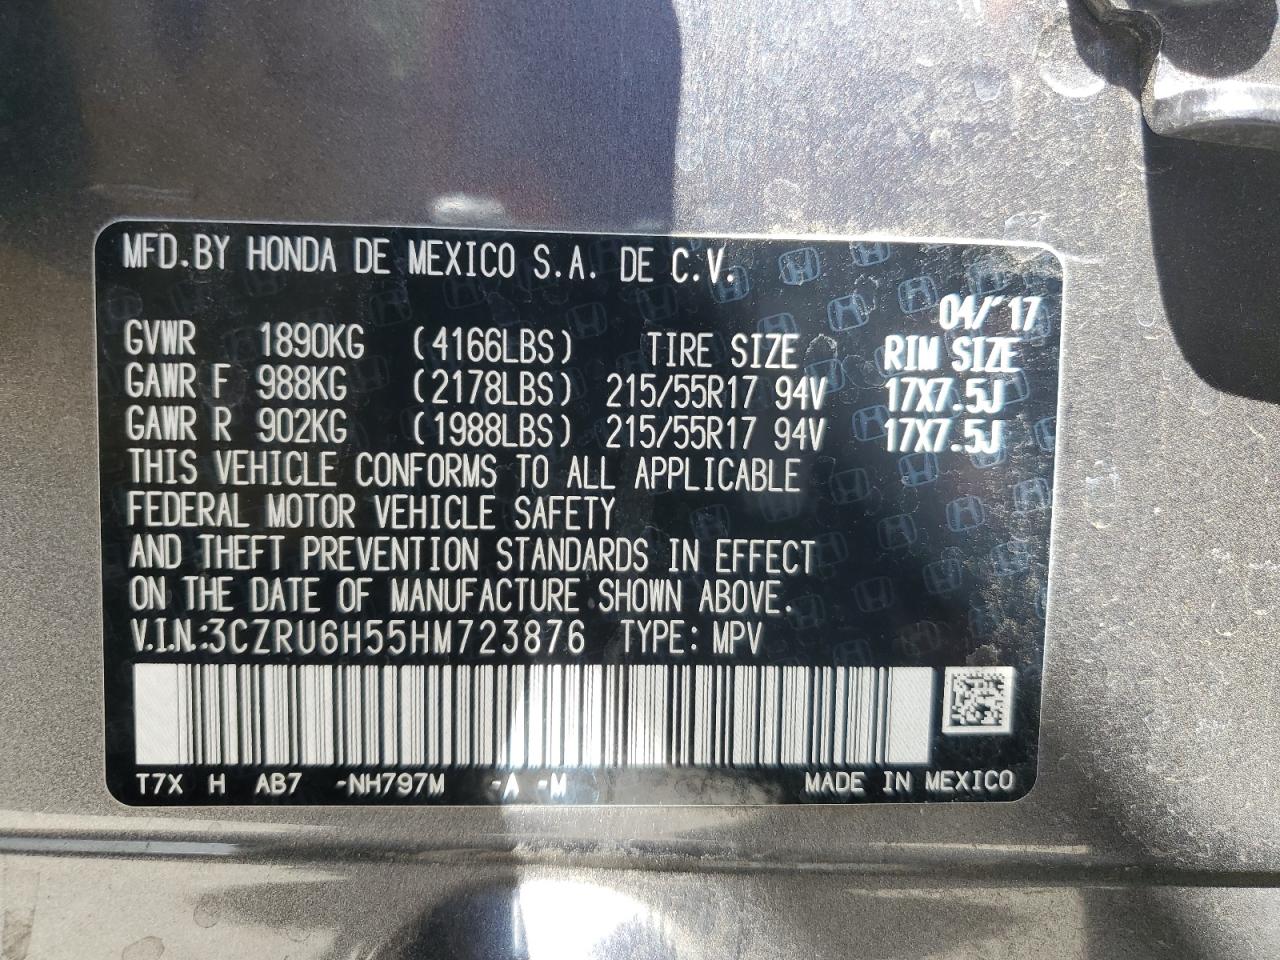 MFD.BY HONDA DE MEXICO S.A. DE C.V.
04/'17
GVWR 1890KG (4166LBS) TIRE SIZE RIM SIZE
GAWR F 988KG (2178LBS) 215/55R17 94V 17X7.5J
GAWR R 902KG (1988LBS) 215/55R17 94V 17X7.5J
THIS VEHICLE CONFORMS TO ALL APPLICABLE
FEDERAL MOTOR VEHICLE SAFETY
AND THEFT PREVENTION STANDARDS IN EFFECT
ON THE DATE OF MANUFACTURE SHOWN ABOVE.
V.I.N.:3CZRU6H55HM723876 TYPE: MPV
T7X H AB7 -NH797M -A -M MADE IN MEXICO